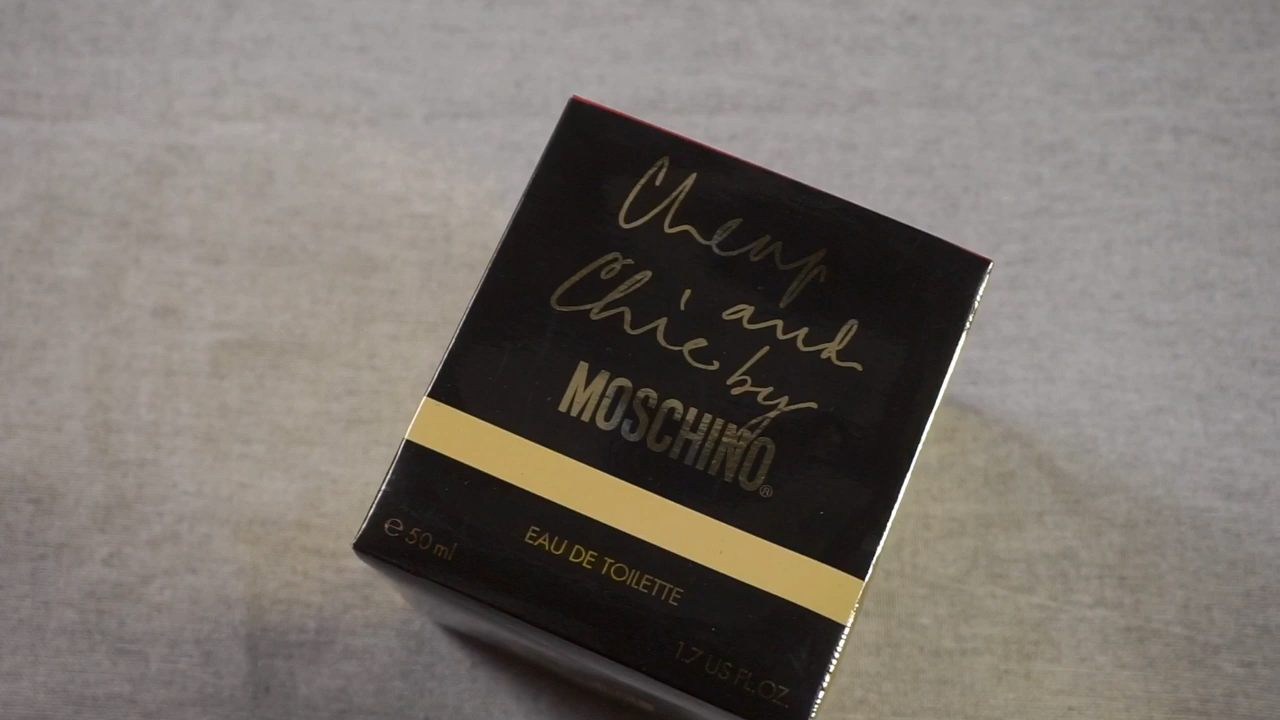 Cheap
and
Chic by
MOSCHINO®
℮ 50 ml
EAU DE TOILETTE
1.7 US FL.OZ.